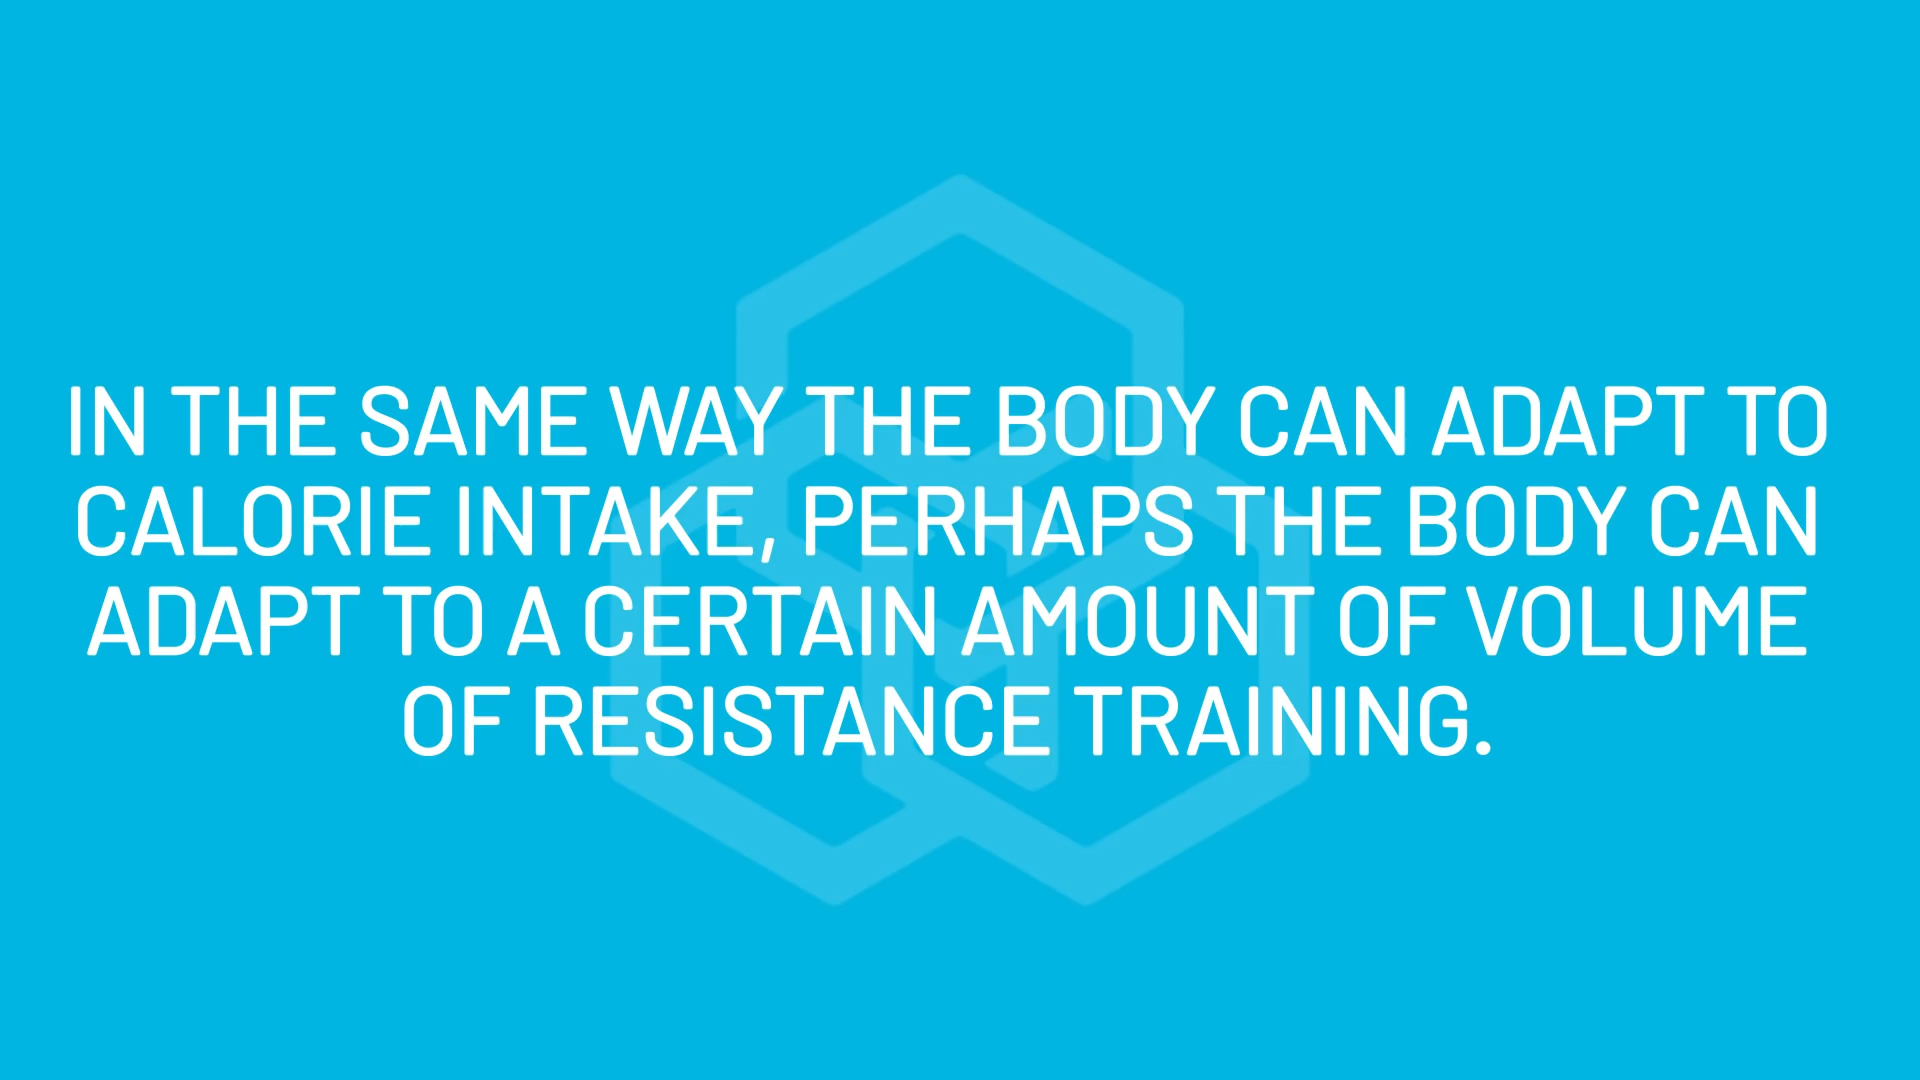 IN THE SAME WAY THE BODY CAN ADAPT TO
CALORIE INTAKE, PERHAPS THE BODY CAN
ADAPT TO A CERTAIN AMOUNT OF VOLUME
OF RESISTANCE TRAINING.